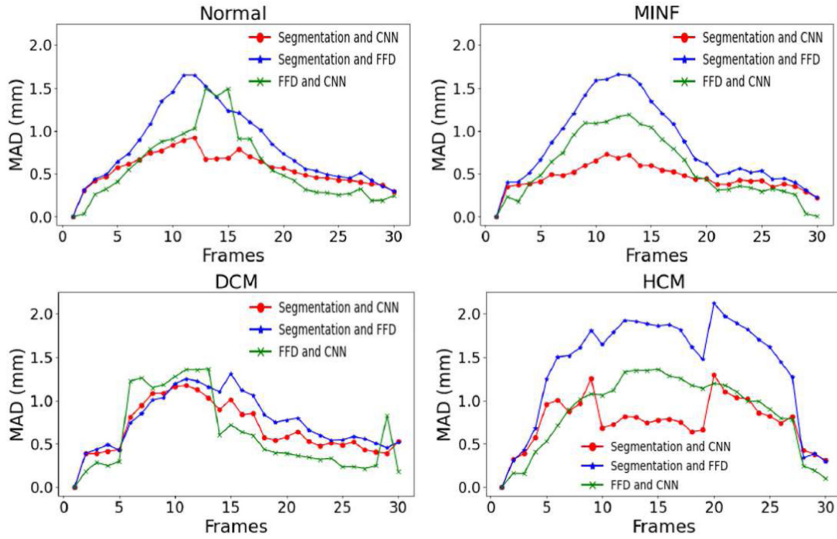 Normal
MAD (mm)
2.0
1.5
1.0
0.5
0.0
Segmentation and CNN
Segmentation and FFD
FFD and CNN
0 5 10 15 20 25 30
Frames
MINF
MAD (mm)
2.0
1.5
1.0
0.5
0.0
Segmentation and CNN
Segmentation and FFD
FFD and CNN
0 5 10 15 20 25 30
Frames
DCM
MAD (mm)
2.0
1.5
1.0
0.5
0.0
Segmentation and CNN
Segmentation and FFD
FFD and CNN
0 5 10 15 20 25 30
Frames
HCM
MAD (mm)
2.0
1.5
1.0
0.5
0.0
Segmentation and CNN
Segmentation and FFD
FFD and CNN
0 5 10 15 20 25 30
Frames